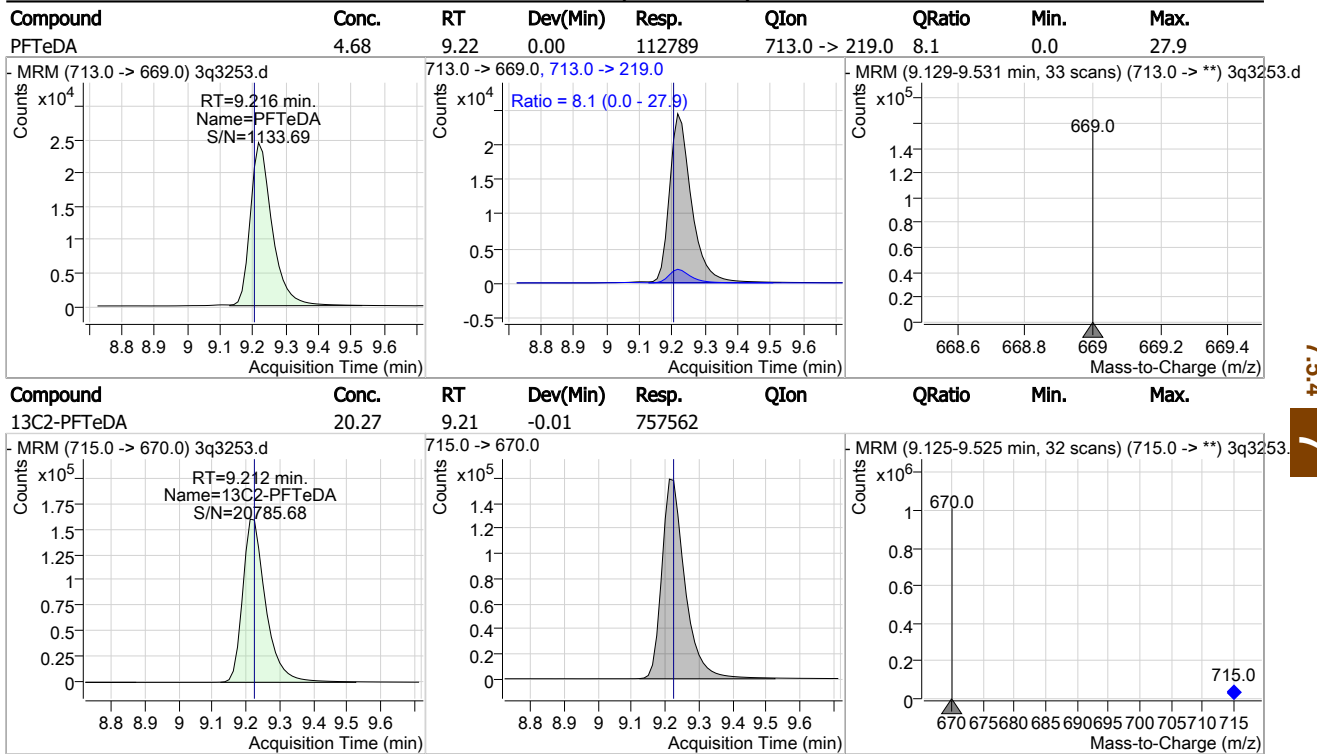 Compound Conc. RT Dev(Min) Resp. QIon QRatio Min. Max.
PFTeDA 4.68 9.22 0.00 112789 713.0 -> 219.0 8.1 0.0 27.9
- MRM (713.0 -> 669.0) 3q3253.d
Counts
x10⁴
RT=9.216 min.
Name=PFTeDA
S/N=1133.69
2.5
2
1.5
1
0.5
0
8.8 8.9 9 9.1 9.2 9.3 9.4 9.5 9.6
Acquisition Time (min)
713.0 -> 669.0, 713.0 -> 219.0
Counts
x10⁴
Ratio = 8.1 (0.0 - 27.9)
2
1.5
1
0.5
0
-0.5
8.8 8.9 9 9.1 9.2 9.3 9.4 9.5 9.6
Acquisition Time (min)
- MRM (9.129-9.531 min, 33 scans) (713.0 -> **) 3q3253.d
Counts
x10⁵
669.0
1.4
1.2
1
0.8
0.6
0.4
0.2
0
668.6 668.8 669 669.2 669.4
Mass-to-Charge (m/z)
Compound Conc. RT Dev(Min) Resp. QIon QRatio Min. Max.
13C2-PFTeDA 20.27 9.21 -0.01 757562
- MRM (715.0 -> 670.0) 3q3253.d
Counts
x10⁵
RT=9.212 min.
Name=13C2-PFTeDA
S/N=20785.68
1.75
1.5
1.25
1
0.75
0.5
0.25
0
8.8 8.9 9 9.1 9.2 9.3 9.4 9.5 9.6
Acquisition Time (min)
715.0 -> 670.0
Counts
x10⁵
1.4
1.2
1
0.8
0.6
0.4
0.2
0
8.8 8.9 9 9.1 9.2 9.3 9.4 9.5 9.6
Acquisition Time (min)
- MRM (9.125-9.525 min, 32 scans) (715.0 -> **) 3q3253.
Counts
x10⁶
670.0
1
0.8
0.6
0.4
0.2
0
715.0
670 675 680 685 690 695 700 705 710 715
Mass-to-Charge (m/z)
7.5.4
7